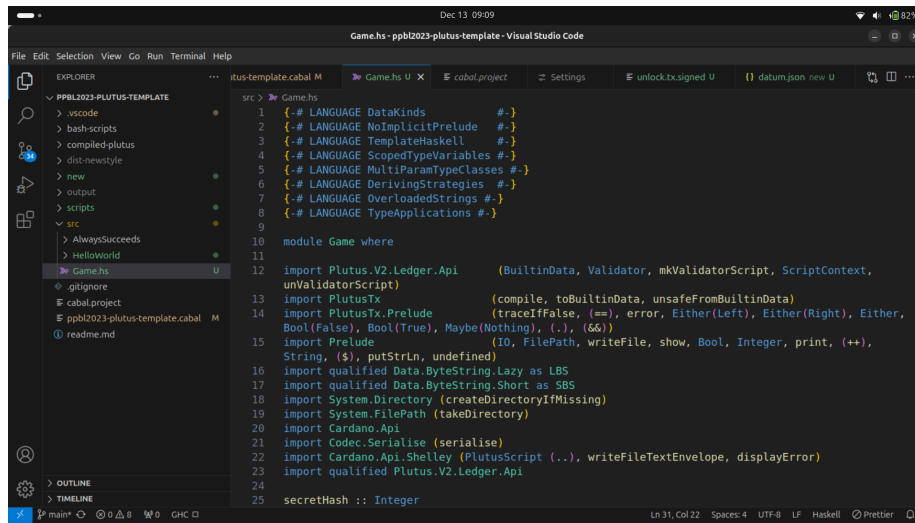 Dec 13 09:09
82%
Game.hs - ppbl2023-plutus-template - Visual Studio Code
File Edit Selection View Go Run Terminal Help
EXPLORER
itus-template.cabal M
Game.hs U
cabal.project
Settings
unlock.tx.signed U
{} datum.json new U
PPBL2023-PLUTUS-TEMPLATE
.vscode
bash-scripts
compiled-plutus
dist-newstyle
new
output
scripts
src
AlwaysSucceeds
HelloWorld
Game.hs U
.gitignore
cabal.project
ppbl2023-plutus-template.cabal M
readme.md
34
OUTLINE
TIMELINE
src > Game.hs
1 {-# LANGUAGE DataKinds #-}
2 {-# LANGUAGE NoImplicitPrelude #-}
3 {-# LANGUAGE TemplateHaskell #-}
4 {-# LANGUAGE ScopedTypeVariables #-}
5 {-# LANGUAGE MultiParamTypeClasses #-}
6 {-# LANGUAGE DerivingStrategies #-}
7 {-# LANGUAGE OverloadedStrings #-}
8 {-# LANGUAGE TypeApplications #-}
9
10 module Game where
11
12 import Plutus.V2.Ledger.Api (BuiltinData, Validator, mkValidatorScript, ScriptContext,
unValidatorScript)
13 import PlutusTx (compile, toBuiltinData, unsafeFromBuiltinData)
14 import PlutusTx.Prelude (traceIfFalse, (==), error, Either(Left), Either(Right), Either,
Bool(False), Bool(True), Maybe(Nothing), (.), (&&))
15 import Prelude (IO, FilePath, writeFile, show, Bool, Integer, print, (++),
String, ($), putStrLn, undefined)
16 import qualified Data.ByteString.Lazy as LBS
17 import qualified Data.ByteString.Short as SBS
18 import System.Directory (createDirectoryIfMissing)
19 import System.FilePath (takeDirectory)
20 import Cardano.Api
21 import Codec.Serialise (serialise)
22 import Cardano.Api.Shelley (PlutusScript (..), writeFileTextEnvelope, displayError)
23 import qualified Plutus.V2.Ledger.Api
24
25 secretHash :: Integer
main* 0 8 0 GHC Ln 31, Col 22 Spaces: 4 UTF-8 LF Haskell Prettier